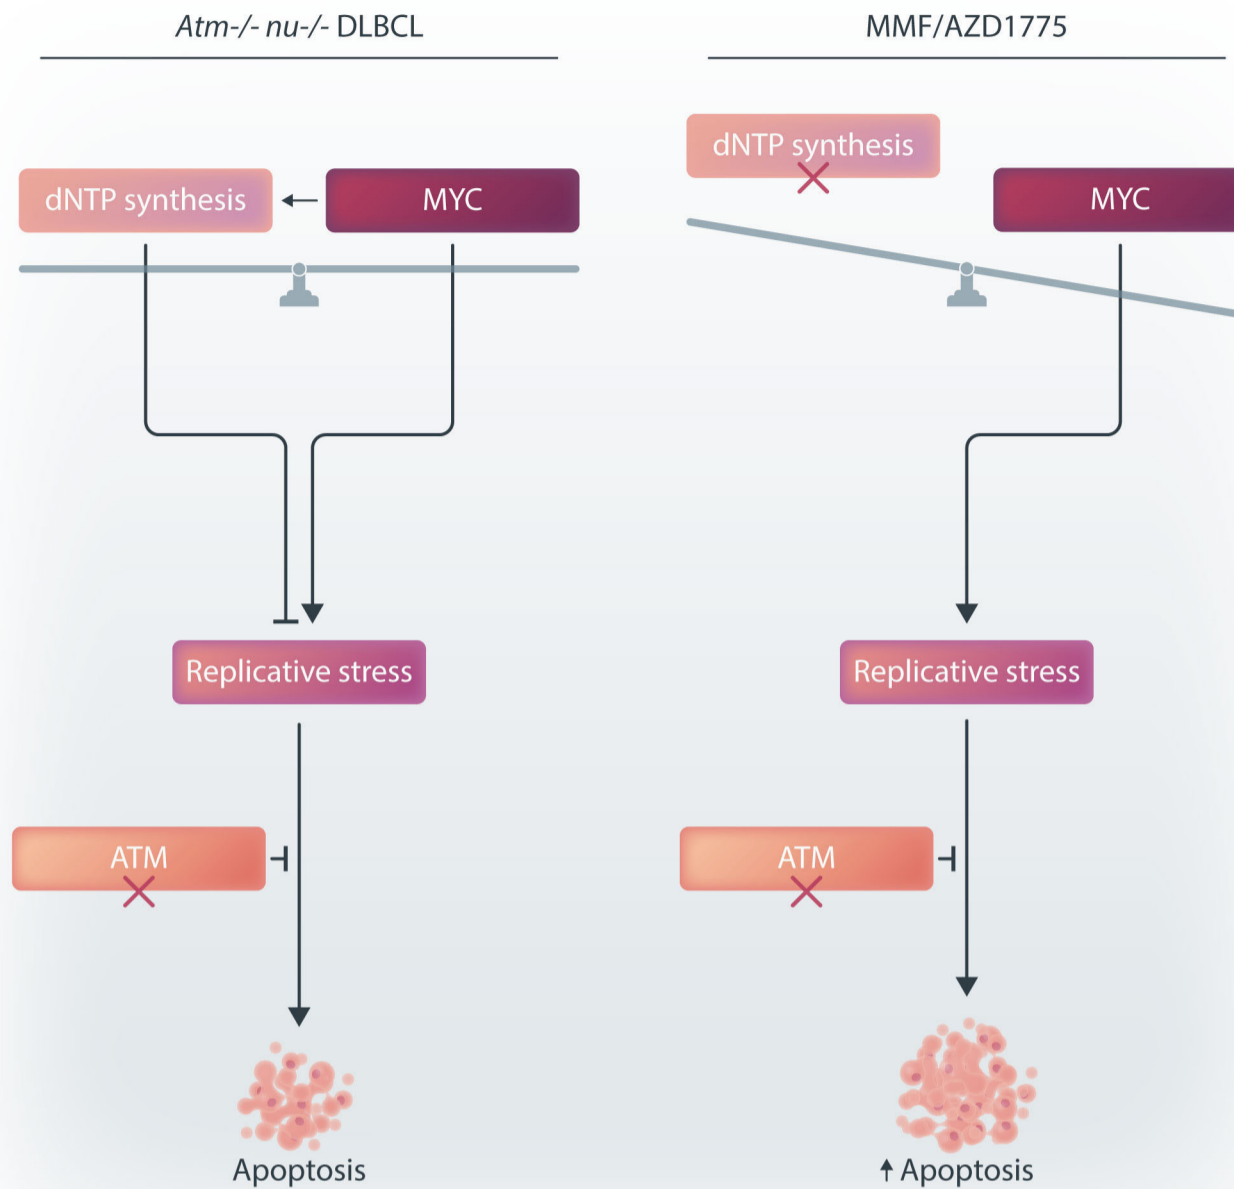 Atm-/- nu-/- DLBCL
dNTP synthesis
MYC
Replicative stress
ATM
Apoptosis
MMF/AZD1775
dNTP synthesis
MYC
Replicative stress
ATM
↑ Apoptosis